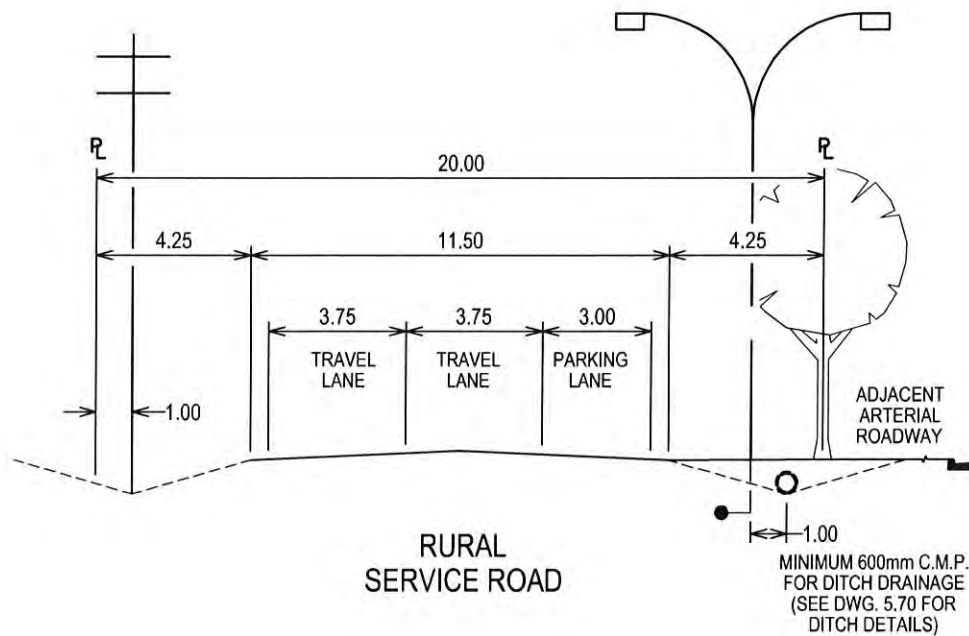 PL
PL
20.00
4.25
11.50
4.25
3.75
3.75
3.00
TRAVEL
LANE
TRAVEL
LANE
PARKING
LANE
1.00
ADJACENT
ARTERIAL
ROADWAY
1.00
RURAL
SERVICE ROAD
MINIMUM 600mm C.M.P.
FOR DITCH DRAINAGE
(SEE DWG. 5.70 FOR
DITCH DETAILS)